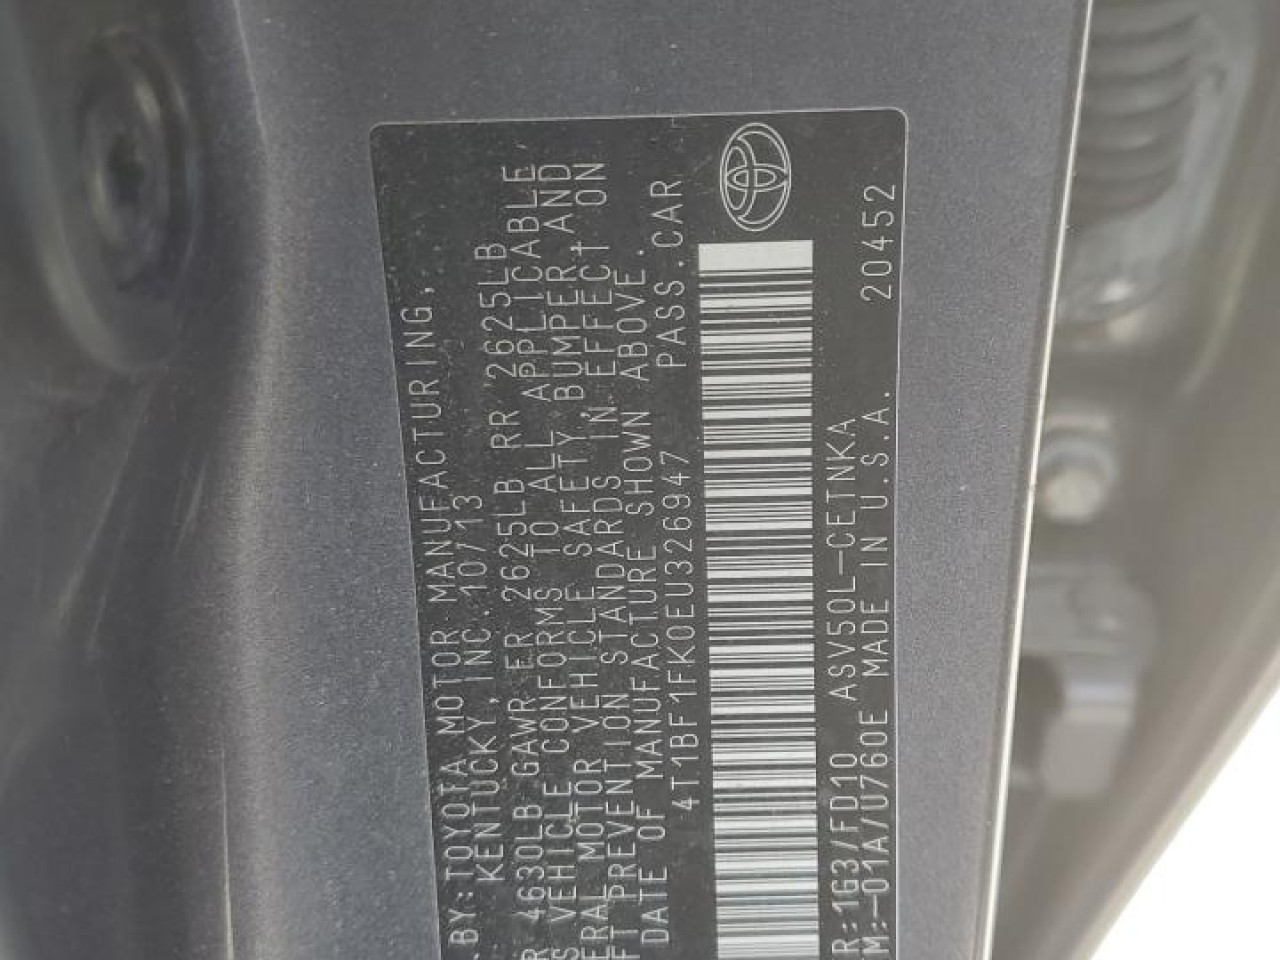 BY: TOYOTA MOTOR MANUFACTURING,
KENTUCKY, INC. 10/13
4630LB GAWR FR 2625LB RR 2625LB
VEHICLE CONFORMS TO ALL APPLICABLE
ERAL MOTOR VEHICLE SAFETY, BUMPER, AND
FT PREVENTION STANDARDS IN EFFECT ON
DATE OF MANUFACTURE SHOWN ABOVE.
4T1BF1FK0EU326947 PASS.CAR
R:1G3/FD10 ASV50L-CETNKA 20452
TM:-01A/U760E MADE IN U.S.A.